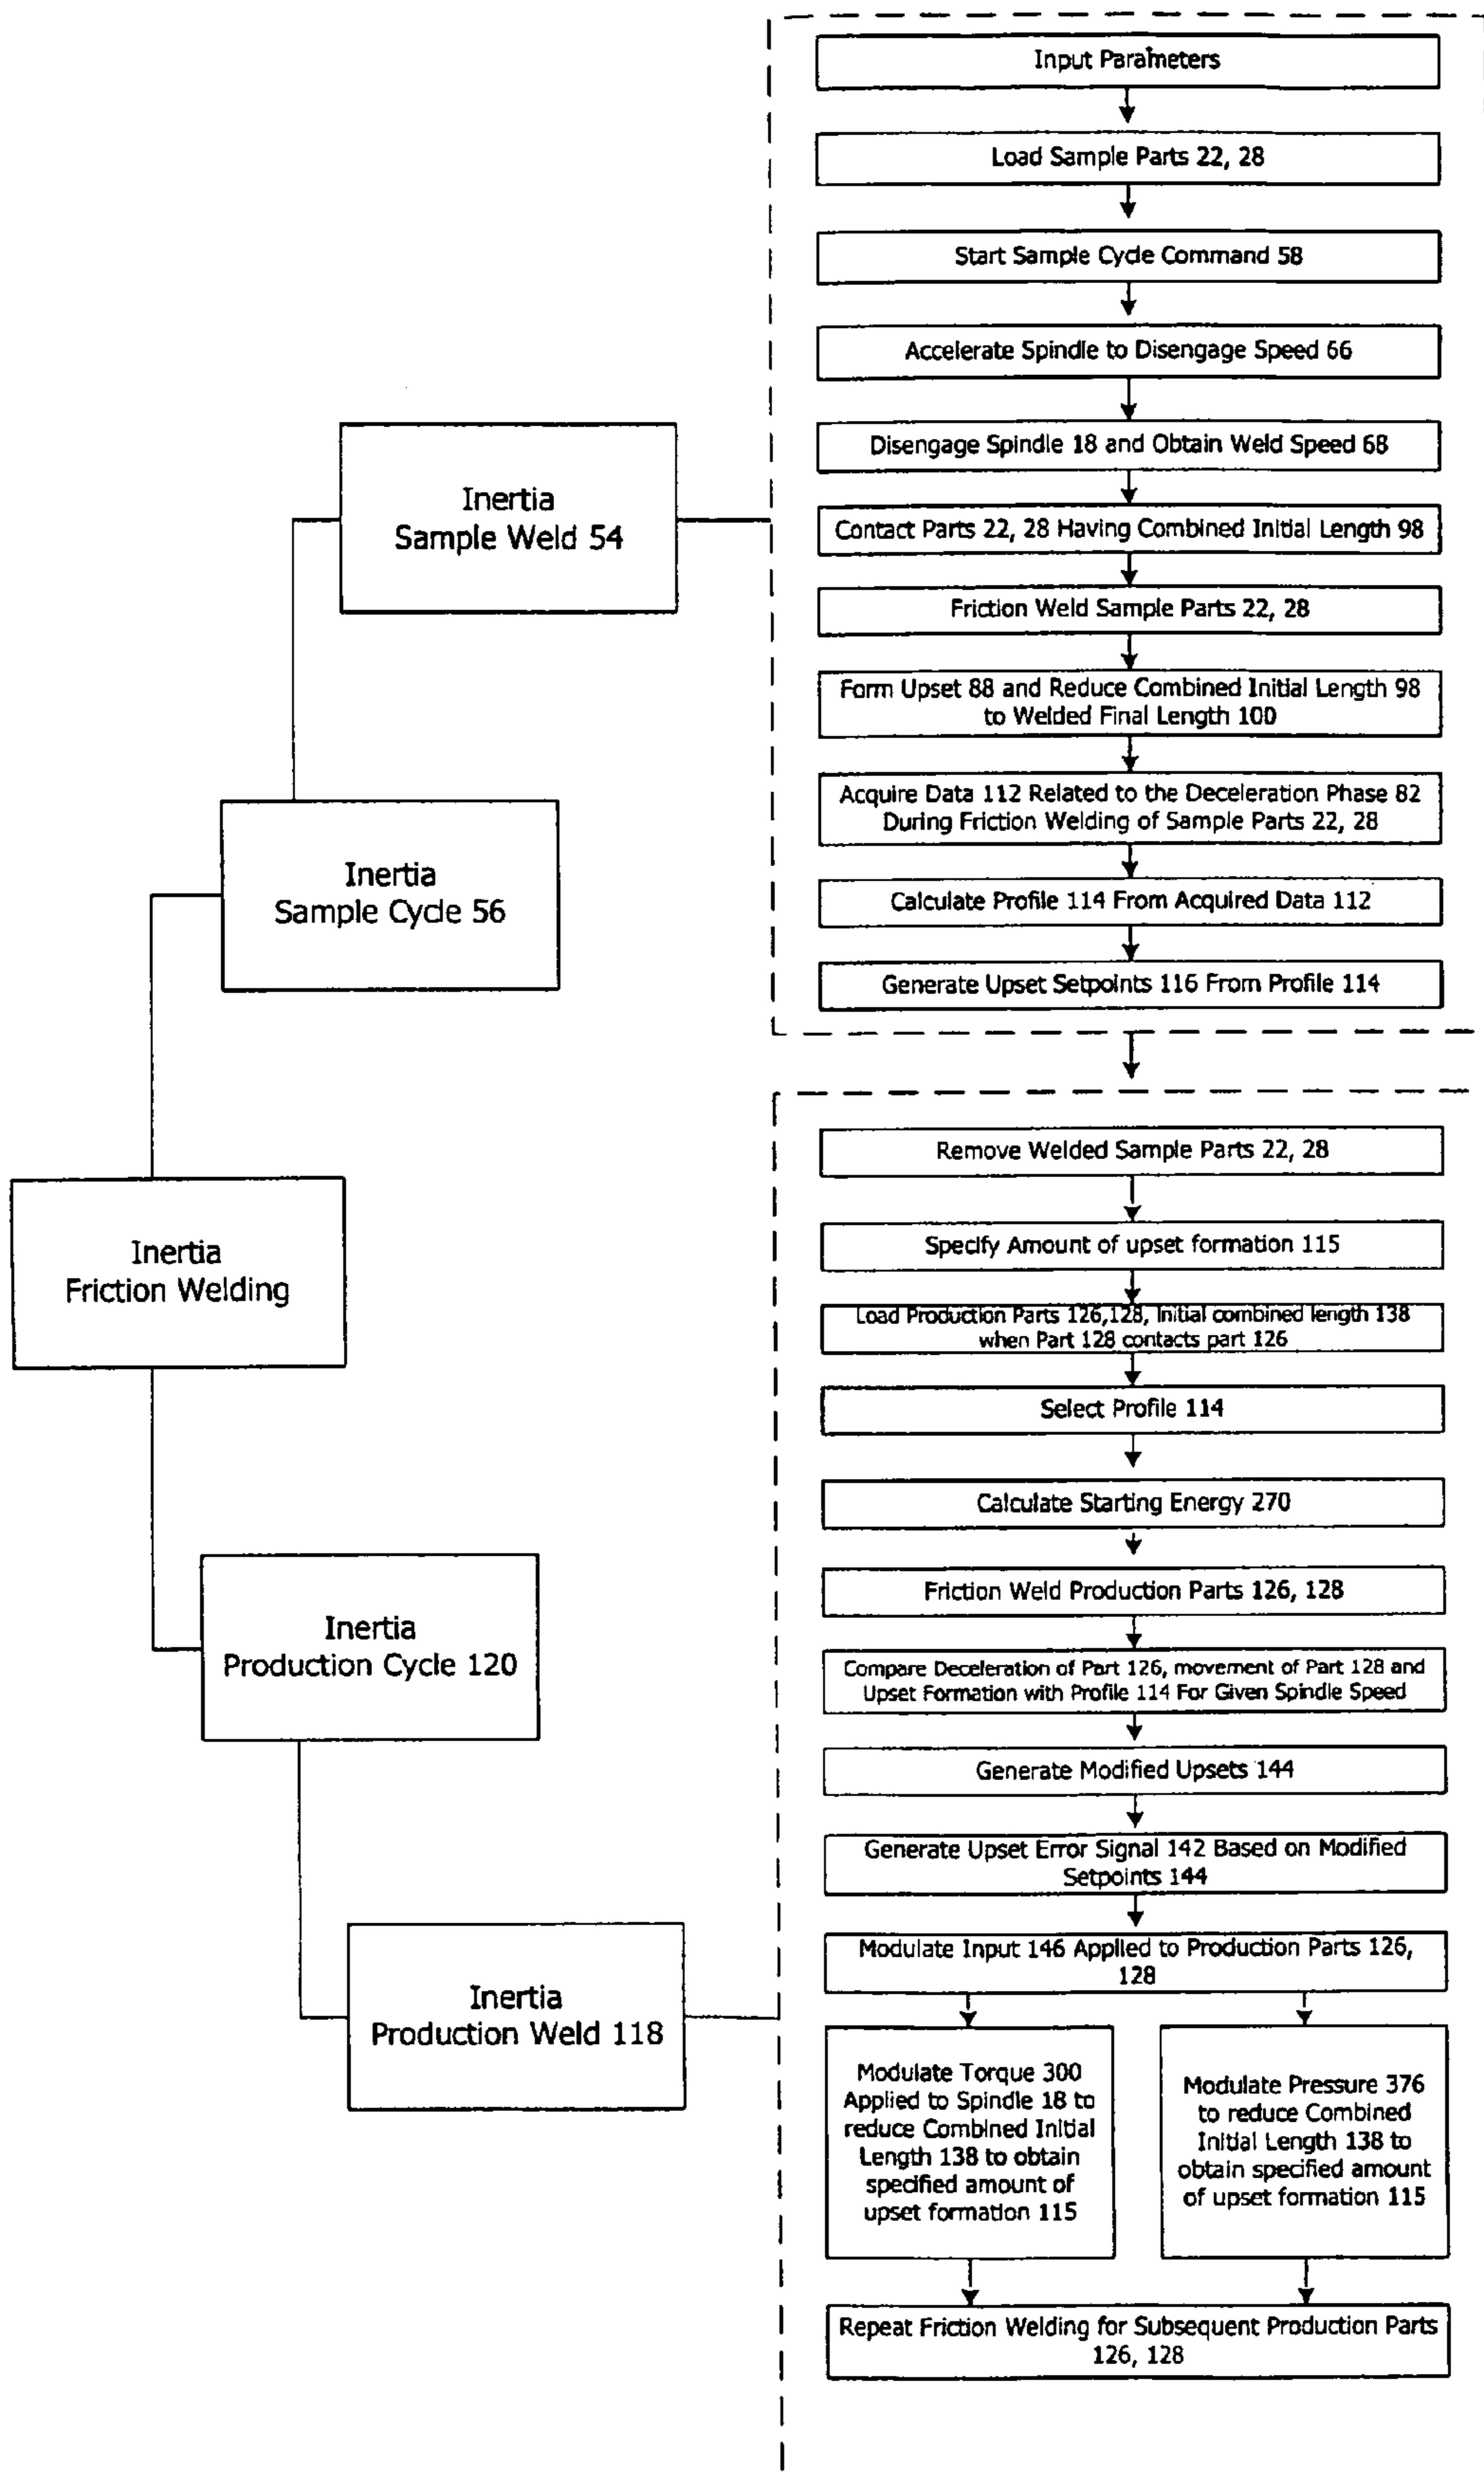 Input Parameters
Load Sample Parts 22, 28
Start Sample Cycle Command 58
Accelerate Spindle to Disengage Speed 66
Disengage Spindle 18 and Obtain Weld Speed 68
Contact Parts 22, 28 Having Combined Initial Length 98
Friction Weld Sample Parts 22, 28
Form Upset 88 and Reduce Combined Initial Length 98
to Welded Final Length 100
Acquire Data 112 Related to the Deceleration Phase 82
During Friction Welding of Sample Parts 22, 28
Calculate Profile 114 From Acquired Data 112
Generate Upset Setpoints 116 From Profile 114
Inertia
Sample Weld 54
Inertia
Sample Cycle 56
Inertia
Friction Welding
Inertia
Production Cycle 120
Inertia
Production Weld 118
Remove Welded Sample Parts 22, 28
Specify Amount of upset formation 115
Load Production Parts 126,128, Initial combined length 138
when Part 128 contacts part 126
Select Profile 114
Calculate Starting Energy 270
Friction Weld Production Parts 126, 128
Compare Deceleration of Part 126, movement of Part 128 and
Upset Formation with Profile 114 For Given Spindle Speed
Generate Modified Upsets 144
Generate Upset Error Signal 142 Based on Modified
Setpoints 144
Modulate Input 146 Applied to Production Parts 126,
128
Modulate Torque 300
Applied to Spindle 18 to
reduce Combined Initial
Length 138 to obtain
specified amount of
upset formation 115
Modulate Pressure 376
to reduce Combined
Initial Length 138 to
obtain specified amount
of upset formation 115
Repeat Friction Welding for Subsequent Production Parts
126, 128